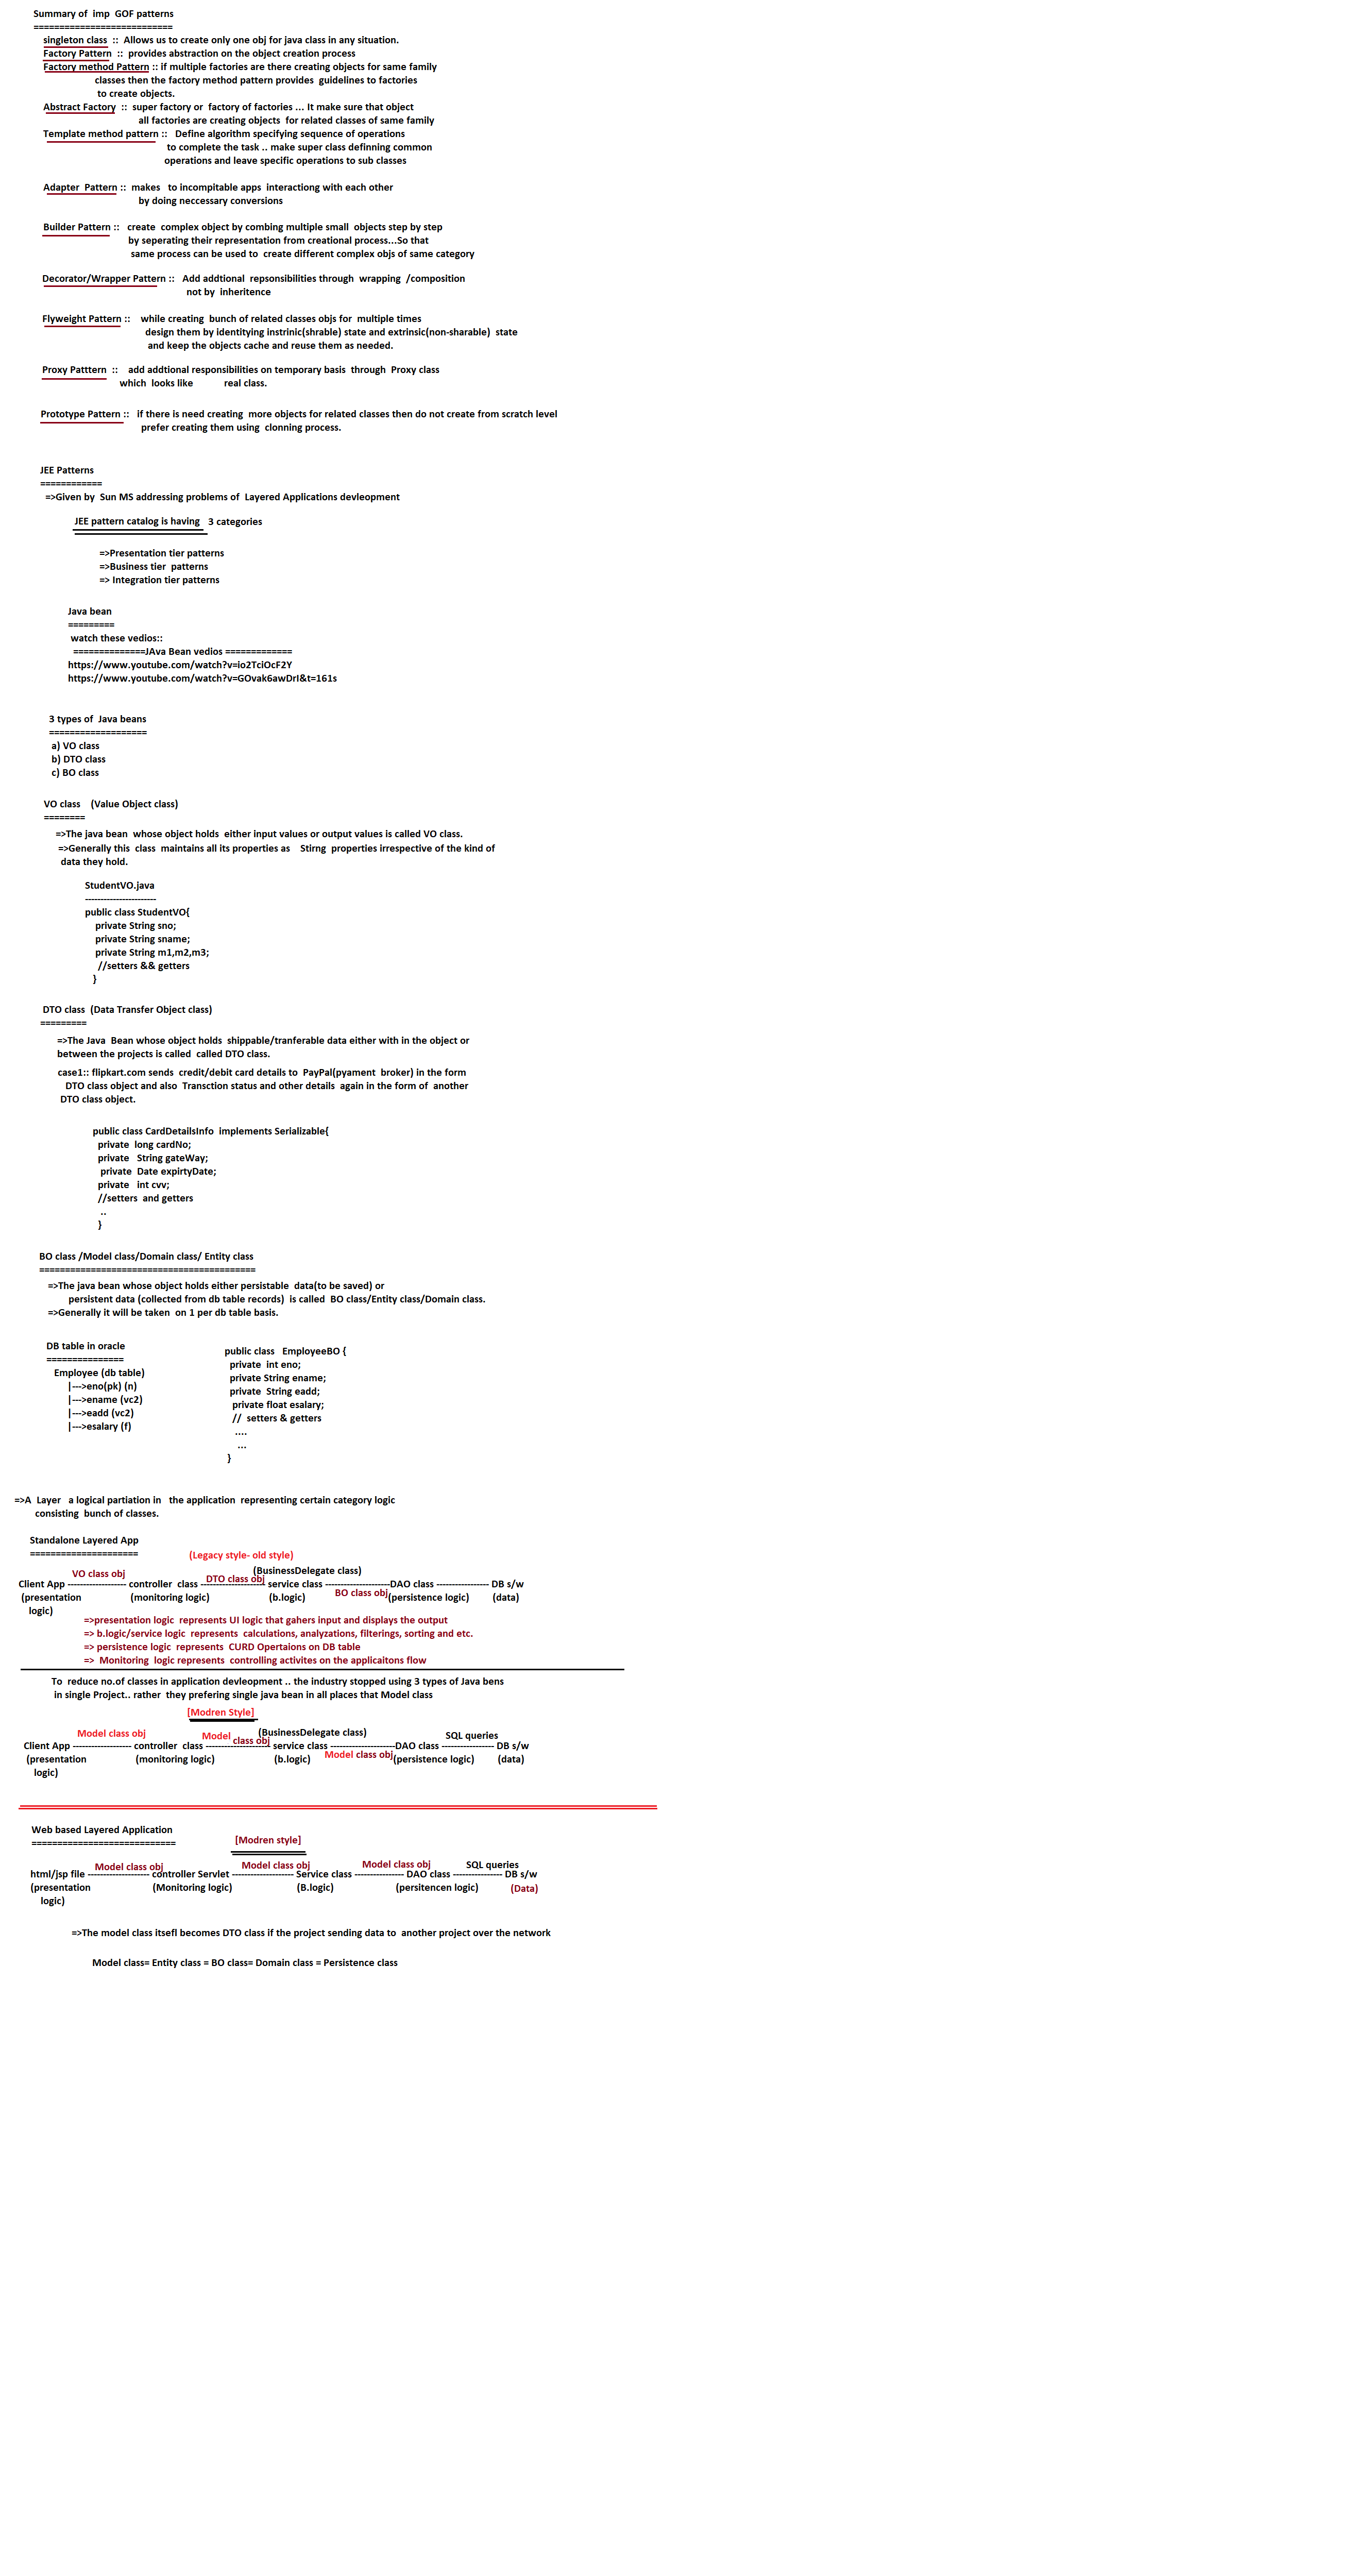 Summary of imp GOF patterns
===========================
singleton class :: Allows us to create only one obj for java class in any situation.
Factory Pattern :: provides abstraction on the object creation process
Factory method Pattern :: if multiple factories are there creating objects for same family
classes then the factory method pattern provides guidelines to factories
to create objects.
Abstract Factory :: super factory or factory of factories ... It make sure that object
all factories are creating objects for related classes of same family
Template method pattern :: Define algorithm specifying sequence of operations
to complete the task .. make super class definning common
operations and leave specific operations to sub classes
Adapter Pattern :: makes to incompitable apps interactiong with each other
by doing neccessary conversions
Builder Pattern :: create complex object by combing multiple small objects step by step
by seperating their representation from creational process...So that
same process can be used to create different complex objs of same category
Decorator/Wrapper Pattern :: Add addtional repsonsibilities through wrapping /composition
not by inheritence
Flyweight Pattern :: while creating bunch of related classes objs for multiple times
design them by identitying instrinic(shrable) state and extrinsic(non-sharable) state
and keep the objects cache and reuse them as needed.
Proxy Patttern :: add addtional responsibilities on temporary basis through Proxy class
which looks like real class.
Prototype Pattern :: if there is need creating more objects for related classes then do not create from scratch level
prefer creating them using clonning process.
JEE Patterns
============
=>Given by Sun MS addressing problems of Layered Applications devleopment
JEE pattern catalog is having 3 categories
=>Presentation tier patterns
=>Business tier patterns
=> Integration tier patterns
Java bean
=========
watch these vedios::
==============JAva Bean vedios =============
https://www.youtube.com/watch?v=io2TciOcF2Y
https://www.youtube.com/watch?v=GOvak6awDrI&t=161s
3 types of Java beans
===================
a) VO class
b) DTO class
c) BO class
VO class (Value Object class)
========
=>The java bean whose object holds either input values or output values is called VO class.
=>Generally this class maintains all its properties as Stirng properties irrespective of the kind of
data they hold.
StudentVO.java
-----------------------
public class StudentVO{
private String sno;
private String sname;
private String m1,m2,m3;
//setters && getters
}
DTO class (Data Transfer Object class)
=========
=>The Java Bean whose object holds shippable/tranferable data either with in the object or
between the projects is called called DTO class.
case1:: flipkart.com sends credit/debit card details to PayPal(pyament broker) in the form
DTO class object and also Transction status and other details again in the form of another
DTO class object.
public class CardDetailsInfo implements Serializable{
private long cardNo;
private String gateWay;
private Date expirtyDate;
private int cvv;
//setters and getters
..
}
BO class /Model class/Domain class/ Entity class
==========================================
=>The java bean whose object holds either persistable data(to be saved) or
persistent data (collected from db table records) is called BO class/Entity class/Domain class.
=>Generally it will be taken on 1 per db table basis.
DB table in oracle
===============
Employee (db table)
|--->eno(pk) (n)
|--->ename (vc2)
|--->eadd (vc2)
|--->esalary (f)
public class EmployeeBO {
private int eno;
private String ename;
private String eadd;
private float esalary;
// setters & getters
....
...
}
=>A Layer a logical partiation in the application representing certain category logic
consisting bunch of classes.
Standalone Layered App
=====================
(Legacy style- old style)
VO class obj DTO class obj (BusinessDelegate class)
Client App ------------------- controller class --------------------- service class ---------------------DAO class ----------------- DB s/w
(presentation (monitoring logic) (b.logic) BO class obj (persistence logic) (data)
logic)
=>presentation logic represents UI logic that gahers input and displays the output
=> b.logic/service logic represents calculations, analyzations, filterings, sorting and etc.
=> persistence logic represents CURD Opertaions on DB table
=> Monitoring logic represents controlling activites on the applicaitons flow
To reduce no.of classes in application devleopment .. the industry stopped using 3 types of Java bens
in single Project.. rather they prefering single java bean in all places that Model class
[Modren Style]
Model class obj Model class obj (BusinessDelegate class) SQL queries
Client App ------------------- controller class --------------------- service class ---------------------DAO class ----------------- DB s/w
(presentation (monitoring logic) (b.logic) Model class obj (persistence logic) (data)
logic)
Web based Layered Application
============================
[Modren style]
Model class obj Model class obj Model class obj SQL queries
html/jsp file -------------------- controller Servlet -------------------- Service class ---------------- DAO class ---------------- DB s/w
(presentation (Monitoring logic) (B.logic) (persitencen logic) (Data)
logic)
=>The model class itsefl becomes DTO class if the project sending data to another project over the network
Model class= Entity class = BO class= Domain class = Persistence class